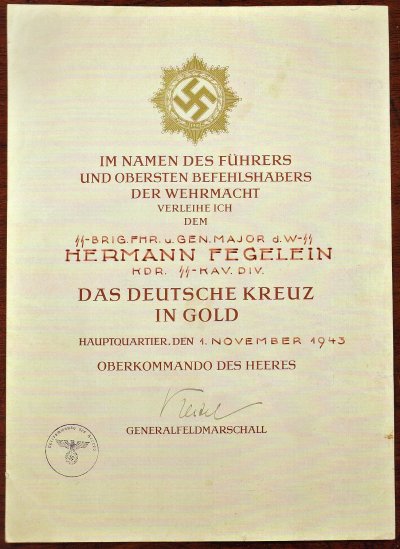 IM NAMEN DES FÜHRERS
UND OBERSTEN BEFEHLSHABERS
DER WEHRMACHT
VERLEIHE ICH
DEM
SS-BRIG.FHR. u. GEN. MAJOR d. W-SS
HERMANN FEGELEIN
KDR. SS-KAV. DIV.
DAS DEUTSCHE KREUZ
IN GOLD
HAUPTQUARTIER, DEN 1. NOVEMBER 1943
OBERKOMMANDO DES HEERES
Keitel
GENERALFELDMARSCHALL